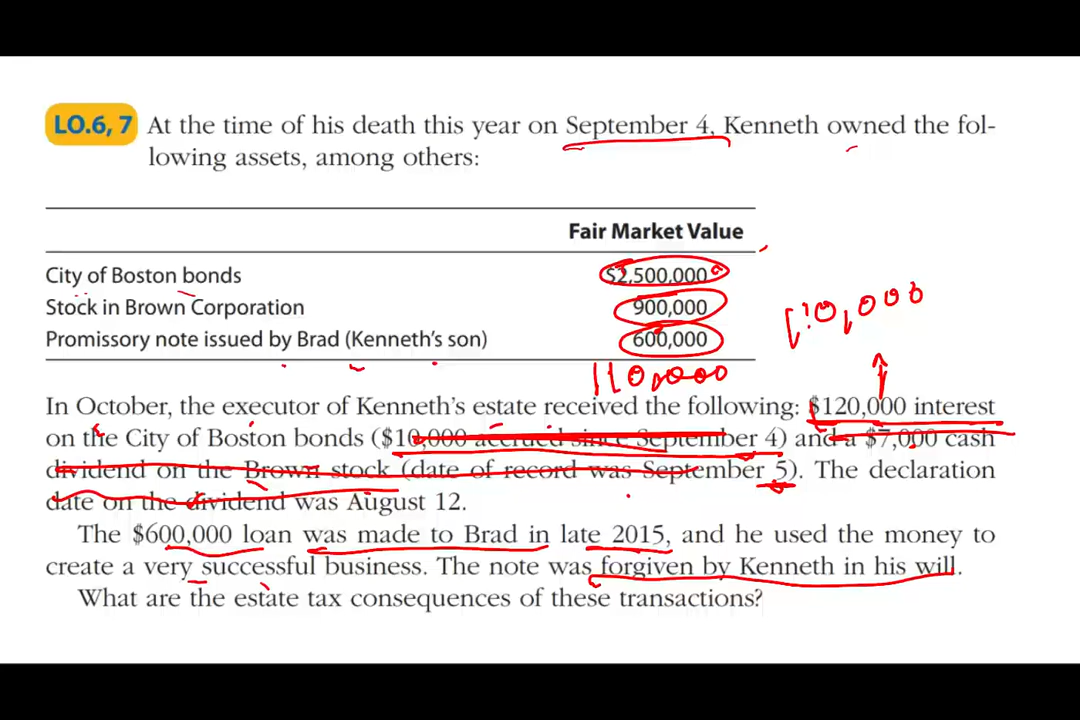 LO.6, 7 At the time of his death this year on September 4, Kenneth owned the fol-
lowing assets, among others:
Fair Market Value
City of Boston bonds $2,500,000
Stock in Brown Corporation 900,000
Promissory note issued by Brad (Kenneth's son) 600,000
110,000
In October, the executor of Kenneth's estate received the following: $120,000 interest
on the City of Boston bonds ($10,000 accrued since September 4) and a $7,000 cash
dividend on the Brown stock (date of record was September 5). The declaration
date on the dividend was August 12.
The $600,000 loan was made to Brad in late 2015, and he used the money to
create a very successful business. The note was forgiven by Kenneth in his will.
What are the estate tax consequences of these transactions?